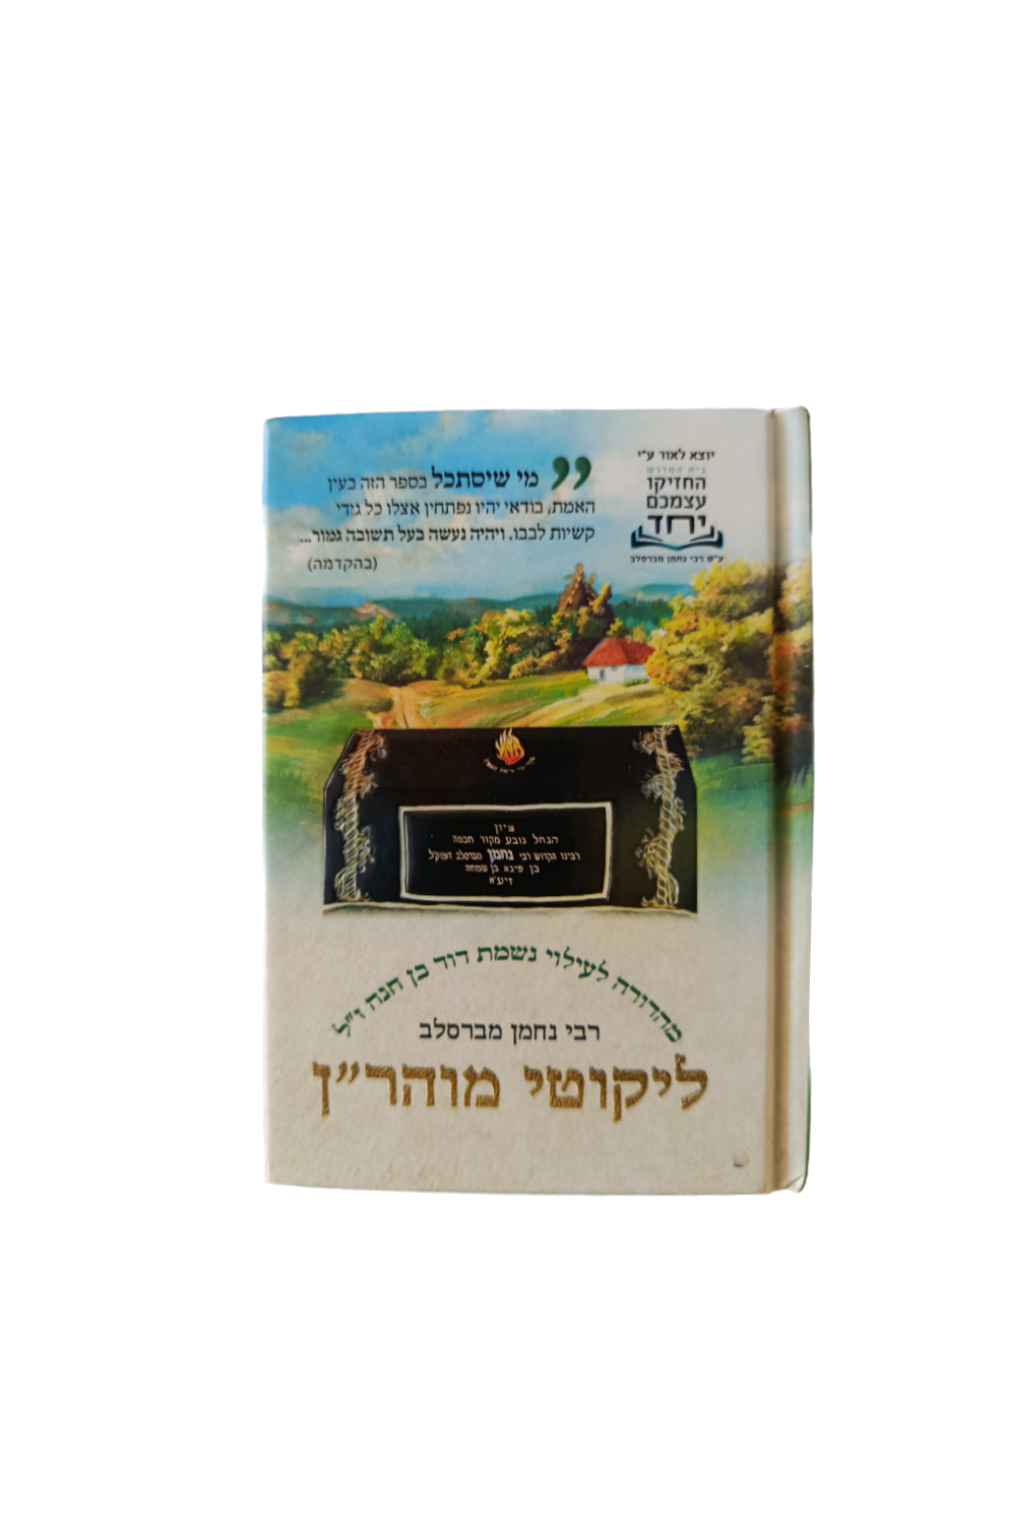 יוצא לאור ע"י
בית המדרש
החזיקו
עצמכם
יחד
ע"ש רבי נחמן מברסלב
” מי שיסתכל בספר הזה בעין
האמת, בודאי יהיו נפתחין אצלו כל גידי
קשיות לבבו. ויהיה נעשה בעל תשובה גמור...
(בהקדמה)
ציון
הנחל נובע מקור חכמה
רבינו הקדוש רבי נחמן מברסלב זצוק"ל
בן פיגא בן שמחה
זיע"א
מהדורה לעילוי נשמת דוד בן חנה ז"ל
רבי נחמן מברסלב
ליקוטי מוהר"ן